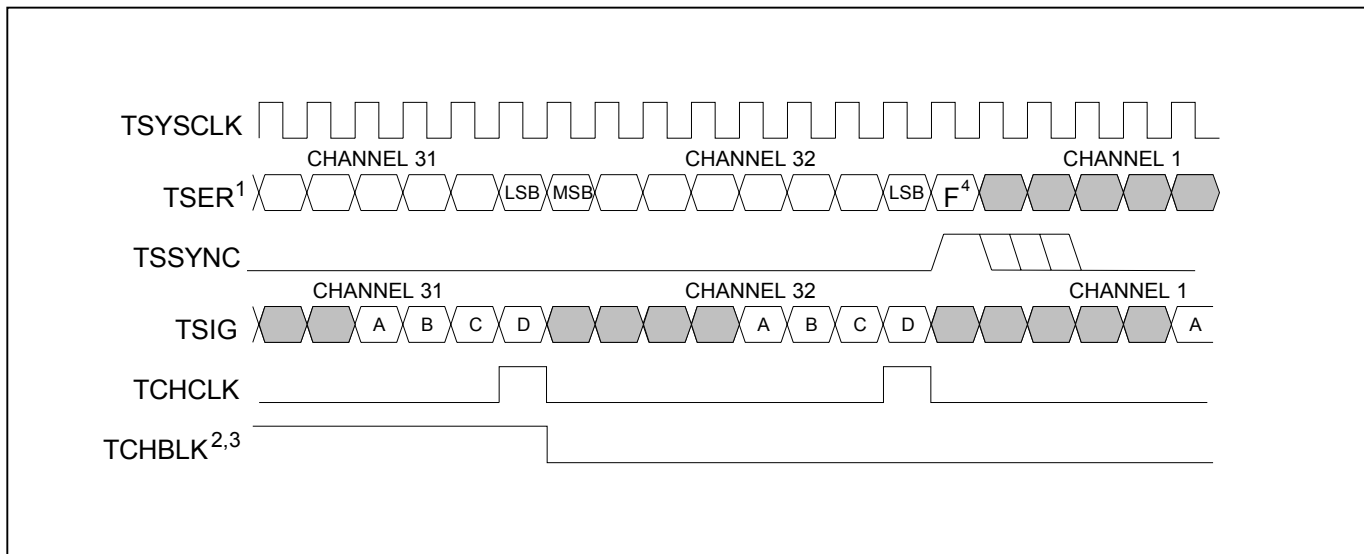 TSYSCLK
CHANNEL 31 CHANNEL 32 CHANNEL 1
TSER1 LSB MSB LSB F4
TSSYNC
CHANNEL 31 CHANNEL 32 CHANNEL 1
TSIG A B C D A B C D A
TCHCLK
TCHBLK2,3